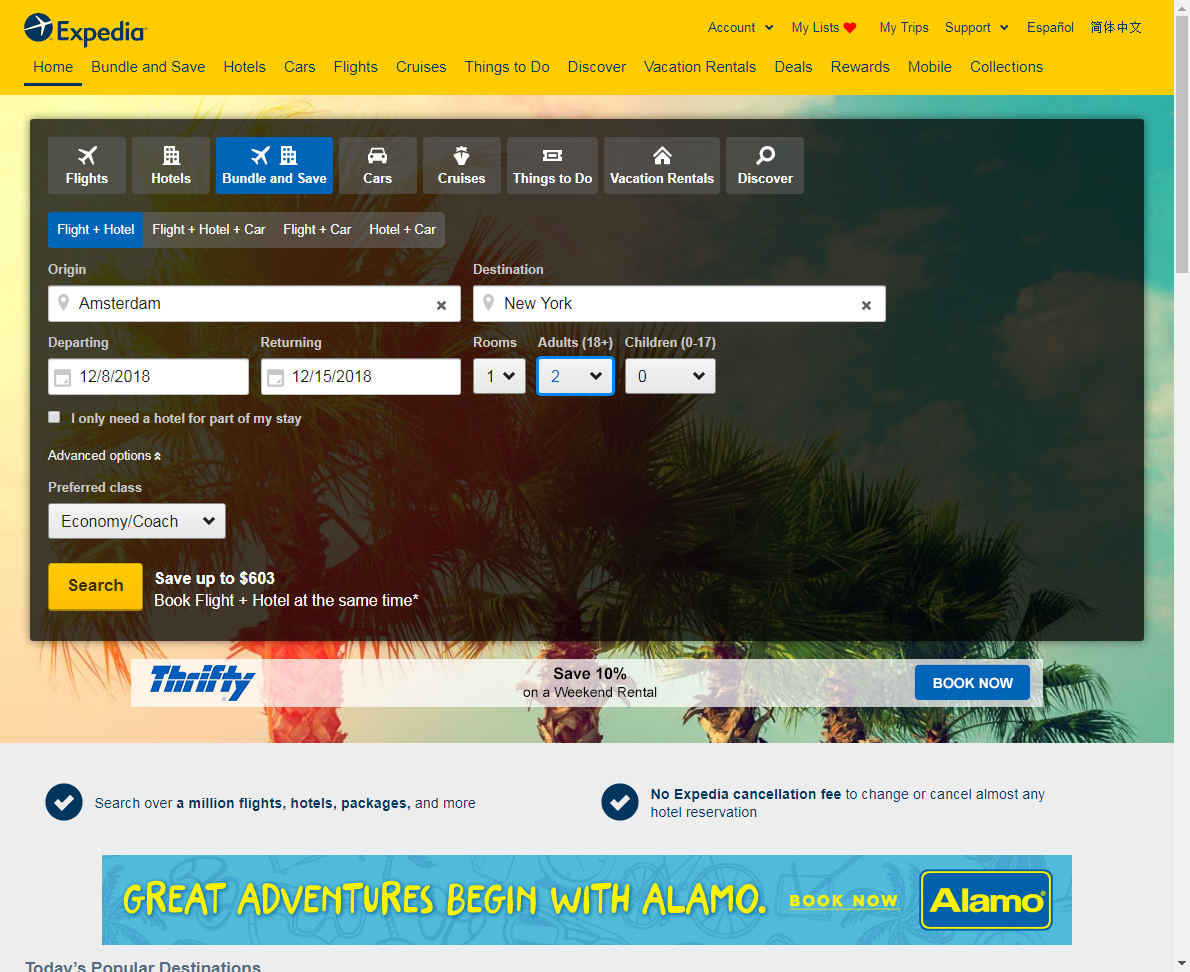 Expedia
Account My Lists My Trips Support Español 简体中文
Home Bundle and Save Hotels Cars Flights Cruises Things to Do Discover Vacation Rentals Deals Rewards Mobile Collections
Flights Hotels Bundle and Save Cars Cruises Things to Do Vacation Rentals Discover
Flight + Hotel Flight + Hotel + Car Flight + Car Hotel + Car
Origin Destination
Amsterdam New York
Departing Returning Rooms Adults (18+) Children (0-17)
12/8/2018 12/15/2018 1 2 0
I only need a hotel for part of my stay
Advanced options
Preferred class
Economy/Coach
Search
Save up to $603
Book Flight + Hotel at the same time*
Thrifty
Save 10%
on a Weekend Rental
BOOK NOW
Search over a million flights, hotels, packages, and more
No Expedia cancellation fee to change or cancel almost any
hotel reservation
GREAT ADVENTURES BEGIN WITH ALAMO. BOOK NOW Alamo
Today's Popular Destinations